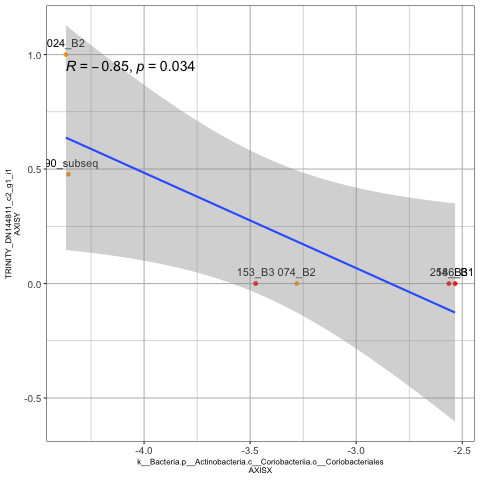 024_B2
R = −0.85, p = 0.034
90_subseq
153_B3 074_B2
1.0
0.5
0.0
-0.5
-4.0 -3.5 -3.0 -2.5
TRINITY_DN144811_c2_g1_i1
AXISY
k__Bacteria.p__Actinobacteria.c__Coriobacteriia.o__Coriobacteriales
AXISX